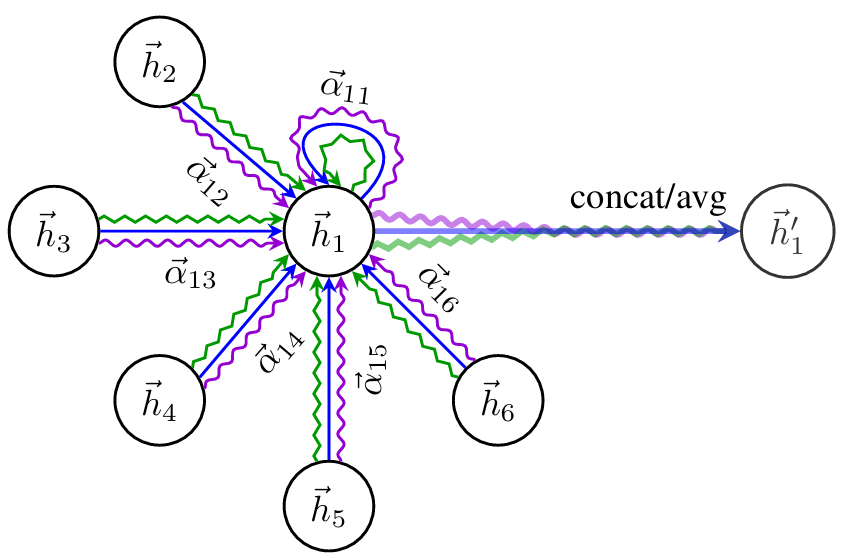 h⃗₂
α⃗₁₁
α⃗₁₂
concat/avg
h⃗₃
h⃗₁
h⃗′₁
α⃗₁₃
α⃗₁₆
α⃗₁₄
α⃗₁₅
h⃗₄
h⃗₆
h⃗₅